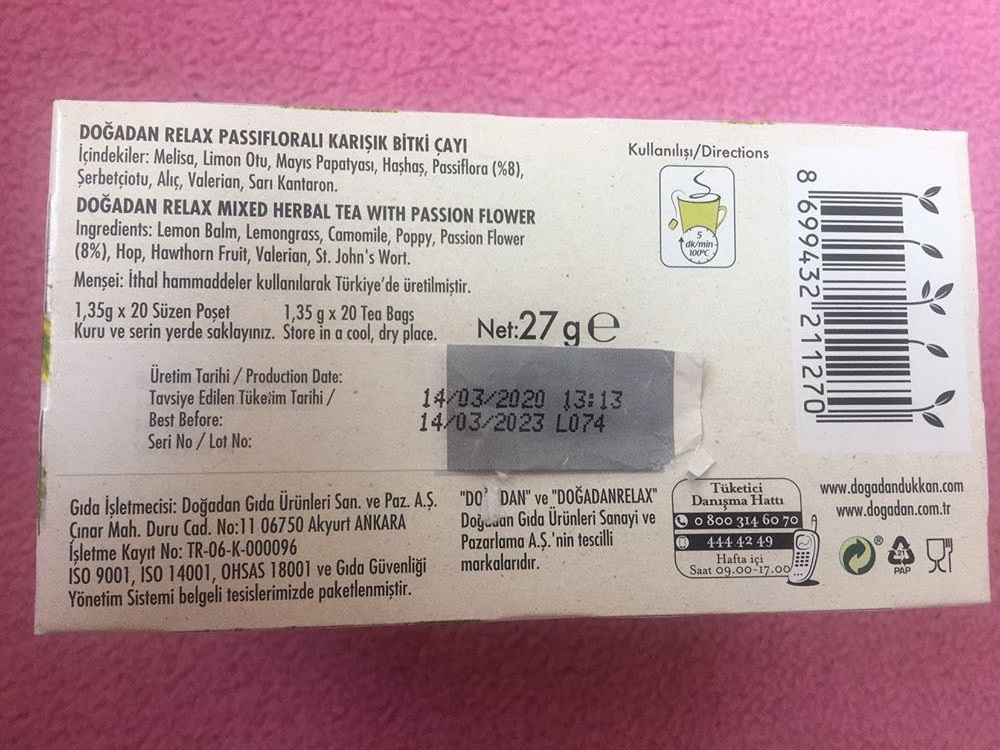 DOĞADAN RELAX PASSIFLORALI KARIŞIK BİTKİ ÇAYI
İçindekiler: Melisa, Limon Otu, Mayıs Papatyası, Haşhaş, Passiflora (%8),
Şerbetçiotu, Alıç, Valerian, Sarı Kantaron.
DOĞADAN RELAX MIXED HERBAL TEA WITH PASSION FLOWER
Ingredients: Lemon Balm, Lemongrass, Camomile, Poppy, Passion Flower
(8%), Hop, Hawthorn Fruit, Valerian, St. John's Wort.
Menşei: İthal hammaddeler kullanılarak Türkiye'de üretilmiştir.
1,35g x 20 Süzen Poşet 1,35 g x 20 Tea Bags
Kuru ve serin yerde saklayınız. Store in a cool, dry place.
Net:27 g e
Kullanılışı/Directions
5
dk/min
100°C
8 699432 211270
Üretim Tarihi / Production Date:
Tavsiye Edilen Tüketim Tarihi /
Best Before:
Seri No / Lot No:
14/03/2020 13:13
14/03/2023 L074
Gıda İşletmecisi: Doğadan Gıda Ürünleri San. ve Paz. A.Ş.
Çınar Mah. Duru Cad. No:11 06750 Akyurt ANKARA
İşletme Kayıt No: TR-06-K-000096
ISO 9001, ISO 14001, OHSAS 18001 ve Gıda Güvenliği
Yönetim Sistemi belgeli tesislerimizde paketlenmiştir.
"DO DAN" ve "DOĞADANRELAX"
Doğadan Gıda Ürünleri Sanayi ve
Pazarlama A.Ş.'nin tescilli
markalarıdır.
Tüketici
Danışma Hattı
0 800 314 60 70
444 42 49
Hafta içi
Saat 09.00-17.00
www.dogadandukkan.com
www.dogadan.com.tr
®
21
PAP